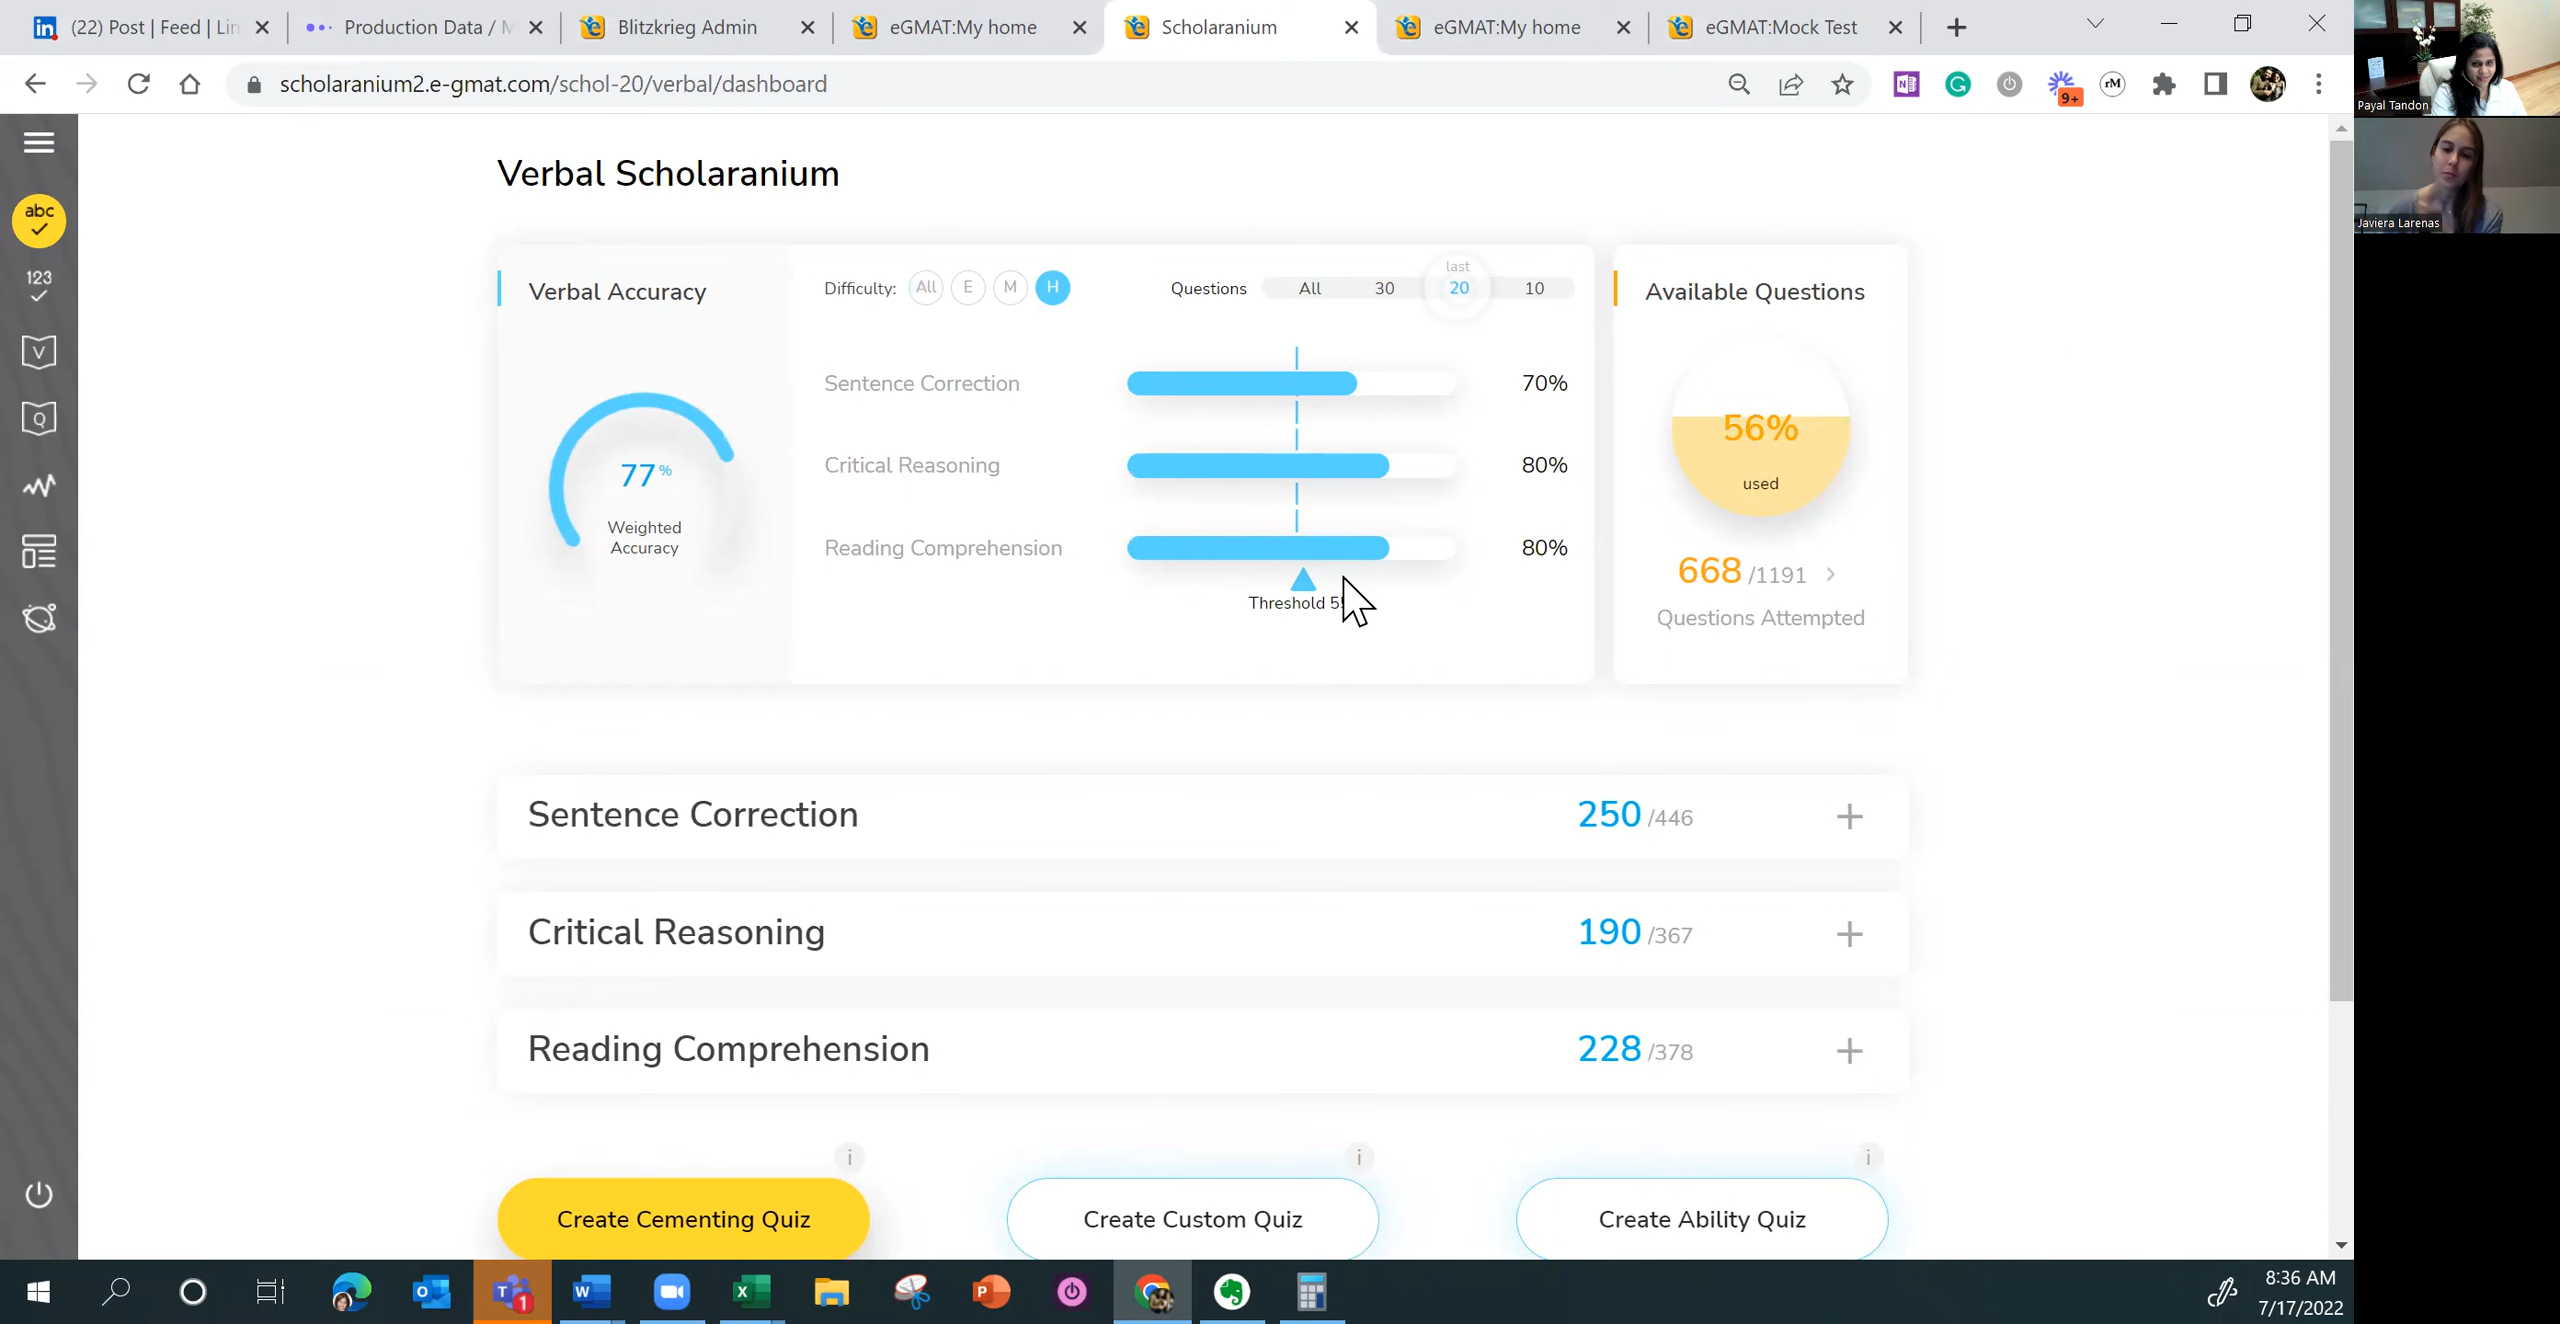 (22) Post | Feed | Lin
Production Data / M
Blitzkrieg Admin
eGMAT:My home
Scholaranium
eGMAT:My home
eGMAT:Mock Test
scholaranium2.e-gmat.com/schol-20/verbal/dashboard
9+
rM
Payal Tandon
Javiera Larenas
abc
123
V
Q
Verbal Scholaranium
Verbal Accuracy
77%
Weighted
Accuracy
Difficulty: All E M H
Questions All 30 last 20 10
Sentence Correction 70%
Critical Reasoning 80%
Reading Comprehension 80%
Threshold
Available Questions
56%
used
668 /1191
Questions Attempted
Sentence Correction 250 /446
Critical Reasoning 190 /367
Reading Comprehension 228 /378
i i i
Create Cementing Quiz
Create Custom Quiz
Create Ability Quiz
8:36 AM
7/17/2022